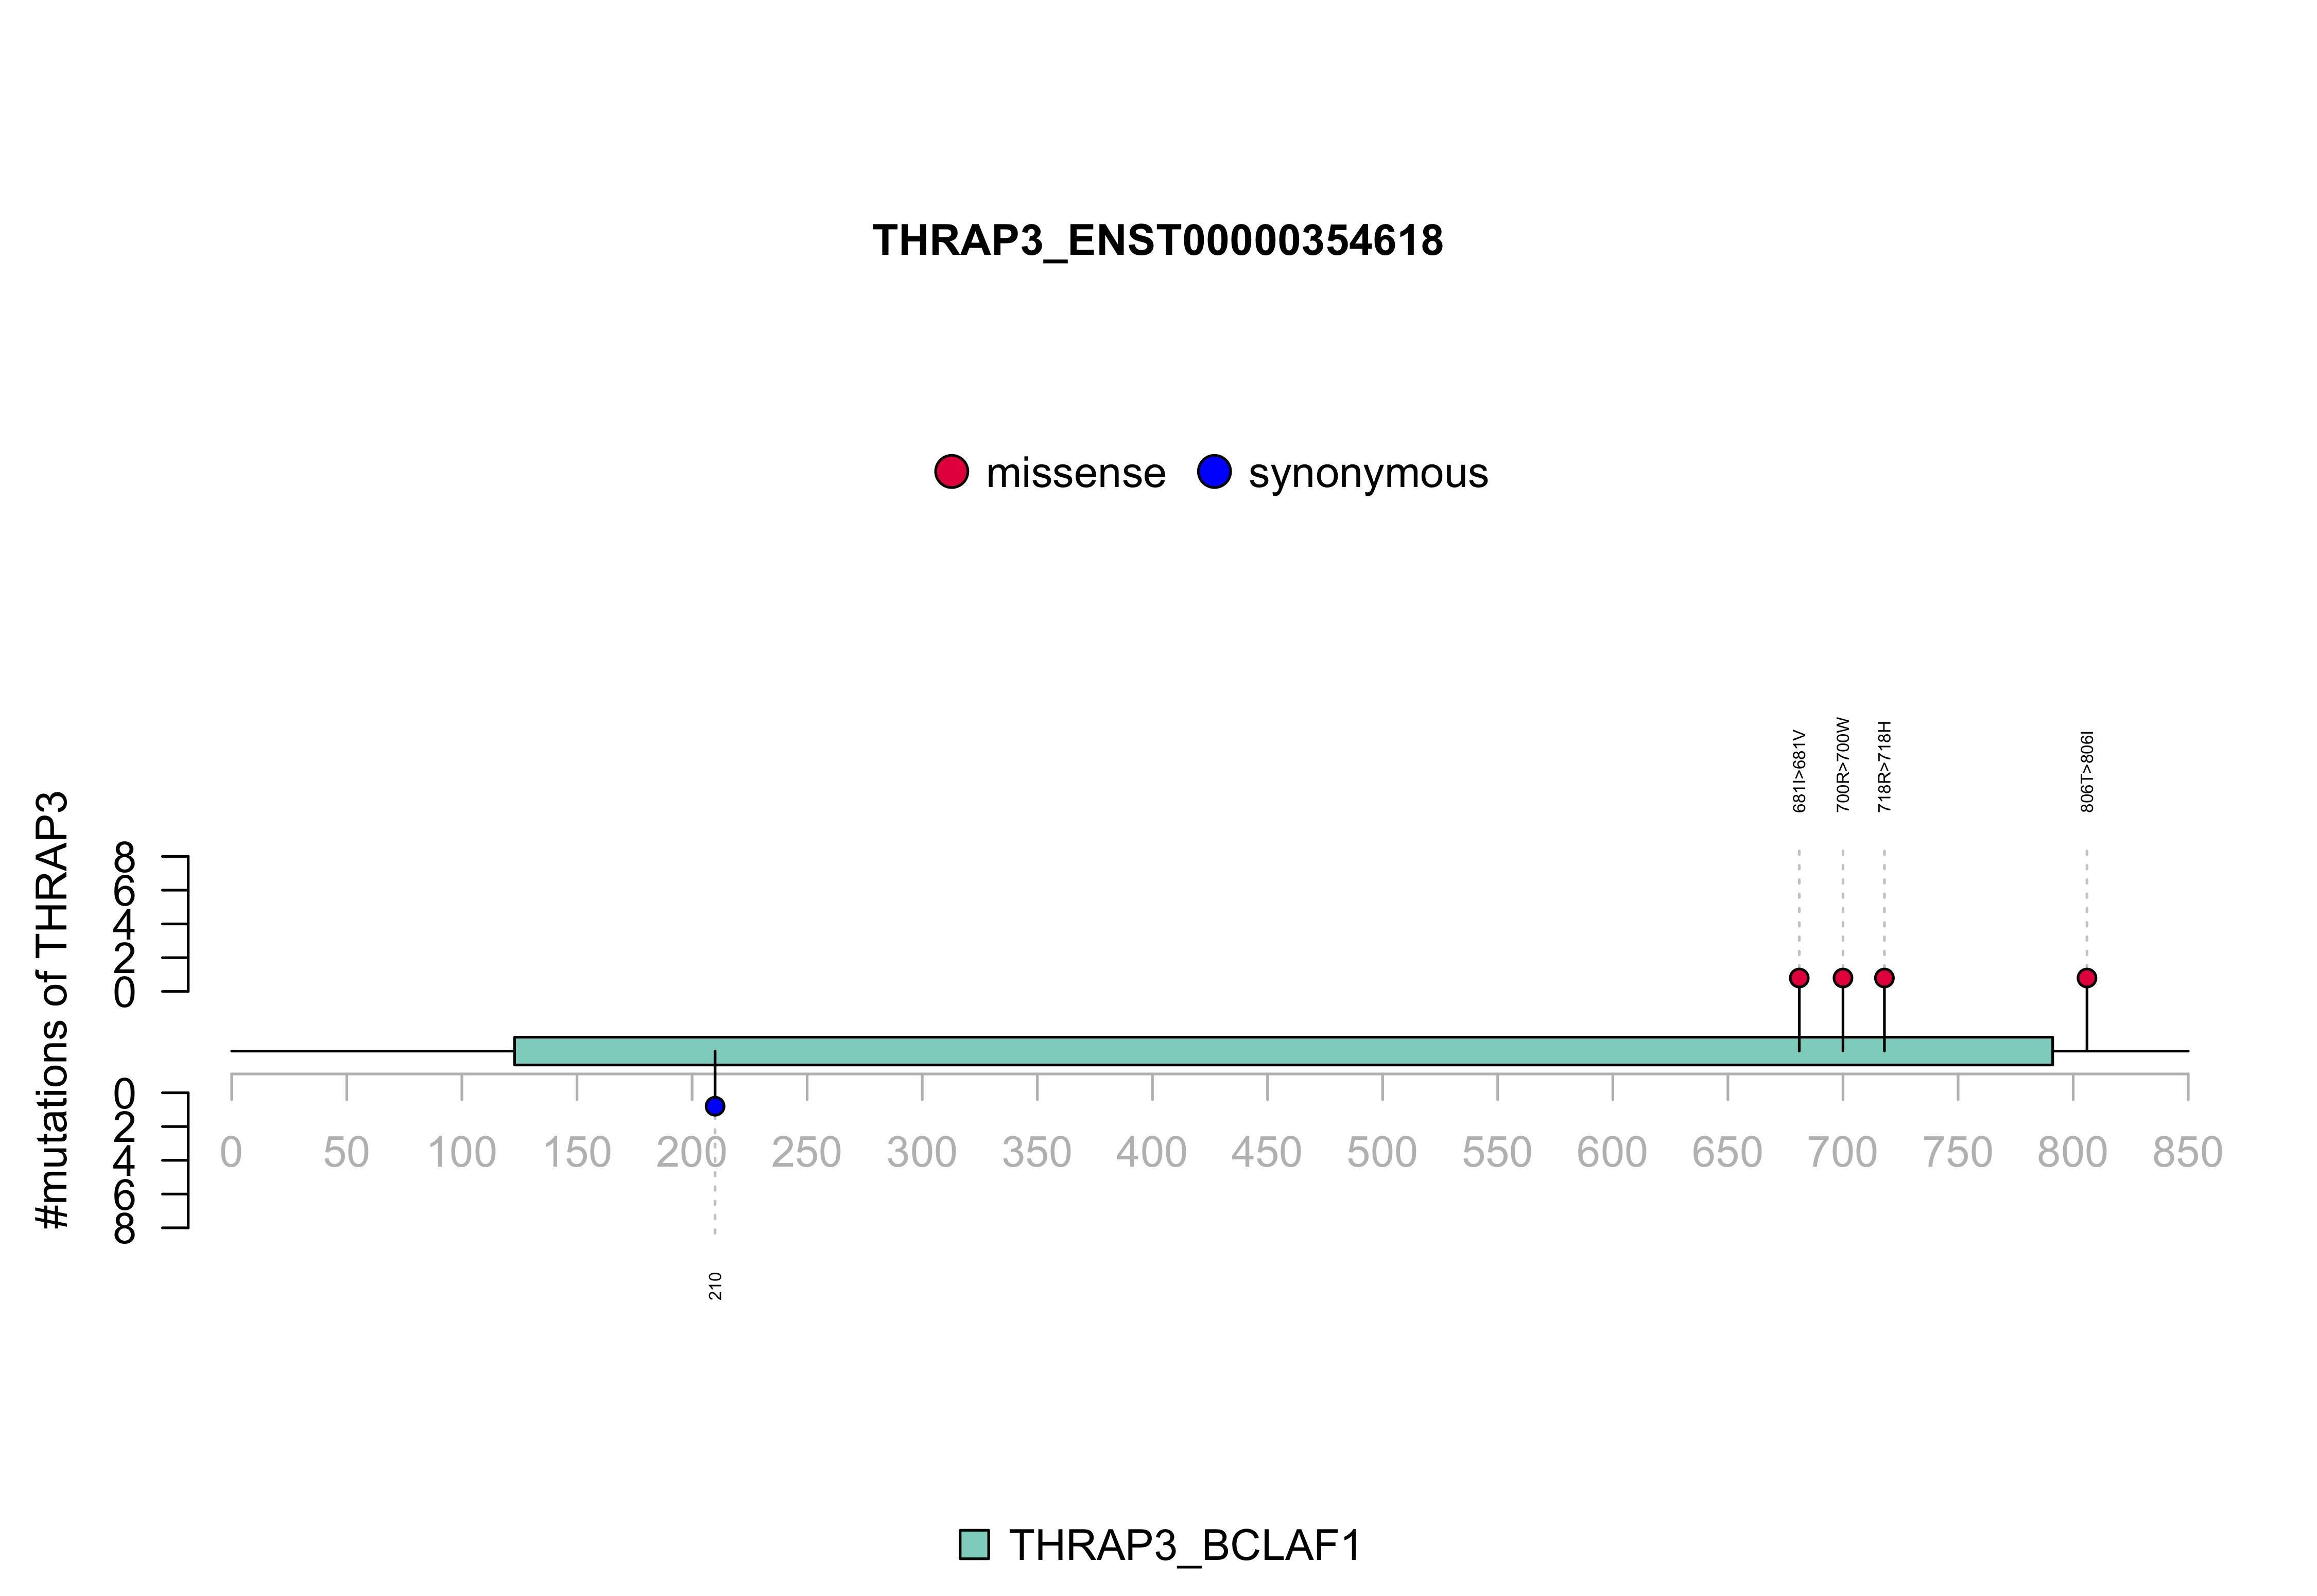 THRAP3_ENST00000354618
missense synonymous
681I>681V 700R>700W 718R>718H 806T>806I
#mutations of THRAP3
8
6
4
2
0
0
2
4
6
8
0 50 100 150 200 250 300 350 400 450 500 550 600 650 700 750 800 850
210
THRAP3_BCLAF1